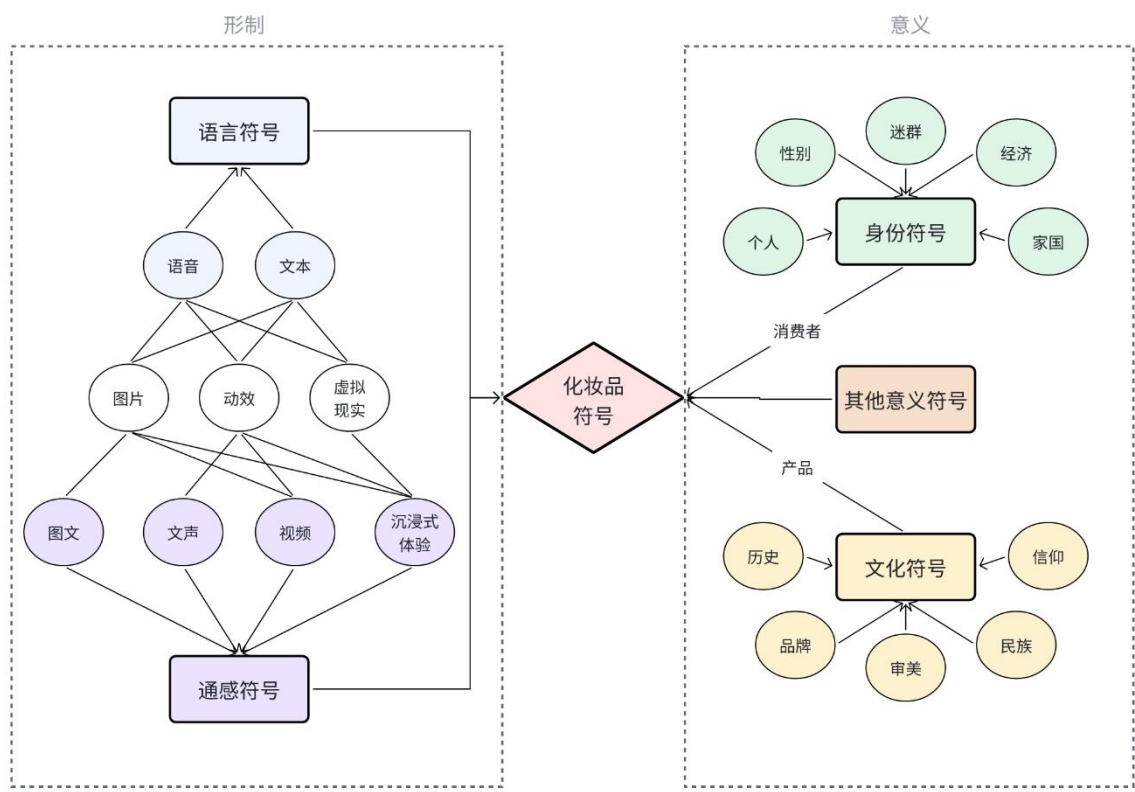 形制
意义
语言符号
语音
文本
图片
动效
虚拟
现实
图文
文声
视频
沉浸式
体验
通感符号
化妆品
符号
性别
迷群
经济
个人
身份符号
家国
消费者
其他意义符号
产品
历史
文化符号
信仰
品牌
审美
民族